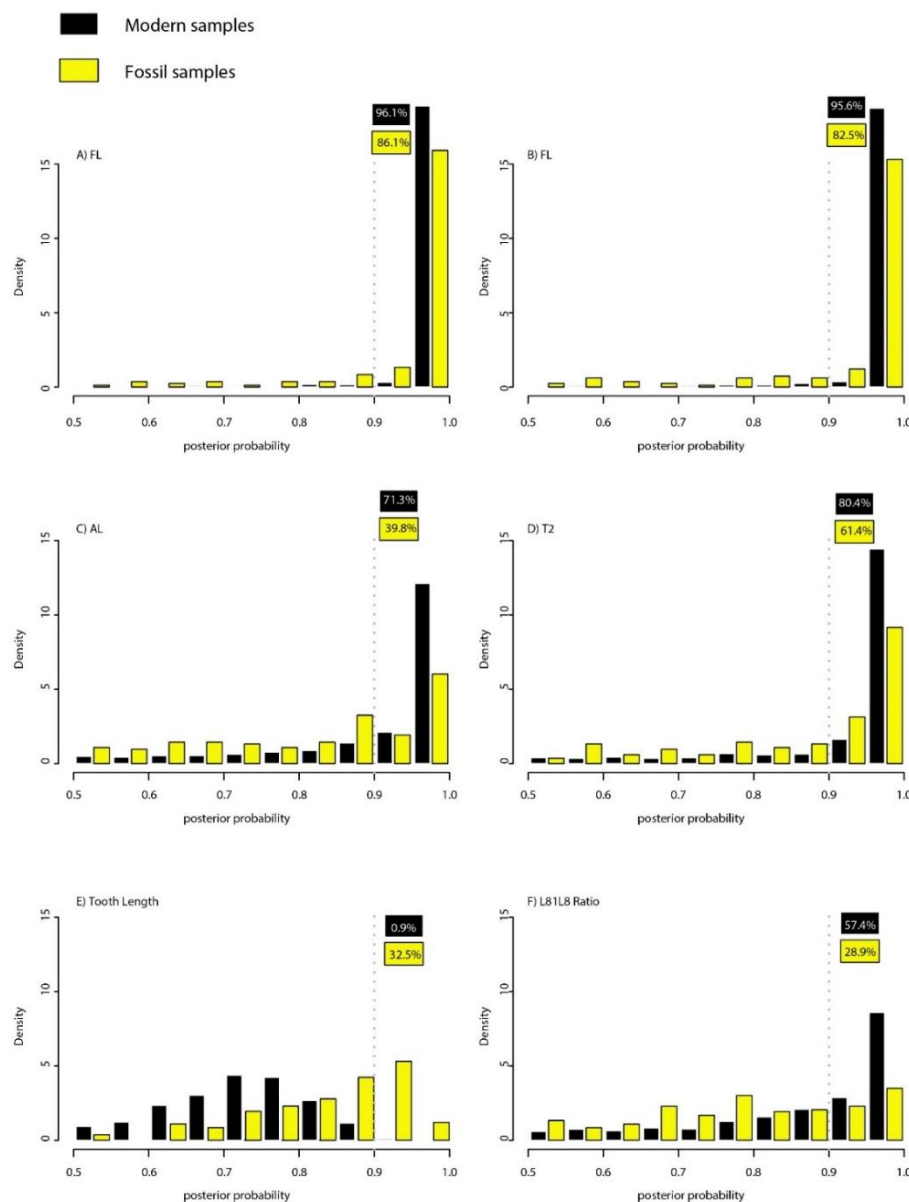 Modern samples
Fossil samples
96.1%
86.1%
A) FL
15
10
5
0
Density
0.5 0.6 0.7 0.8 0.9 1.0
posterior probability
95.6%
82.5%
B) FL
15
10
5
0
Density
0.5 0.6 0.7 0.8 0.9 1.0
posterior probability
71.3%
39.8%
C) AL
15
10
5
0
Density
0.5 0.6 0.7 0.8 0.9 1.0
posterior probability
80.4%
61.4%
D) T2
15
10
5
0
Density
0.5 0.6 0.7 0.8 0.9 1.0
posterior probability
E) Tooth Length
0.9%
32.5%
15
10
5
0
Density
0.5 0.6 0.7 0.8 0.9 1.0
posterior probability
F) L81L8 Ratio
57.4%
28.9%
15
10
5
0
Density
0.5 0.6 0.7 0.8 0.9 1.0
posterior probability